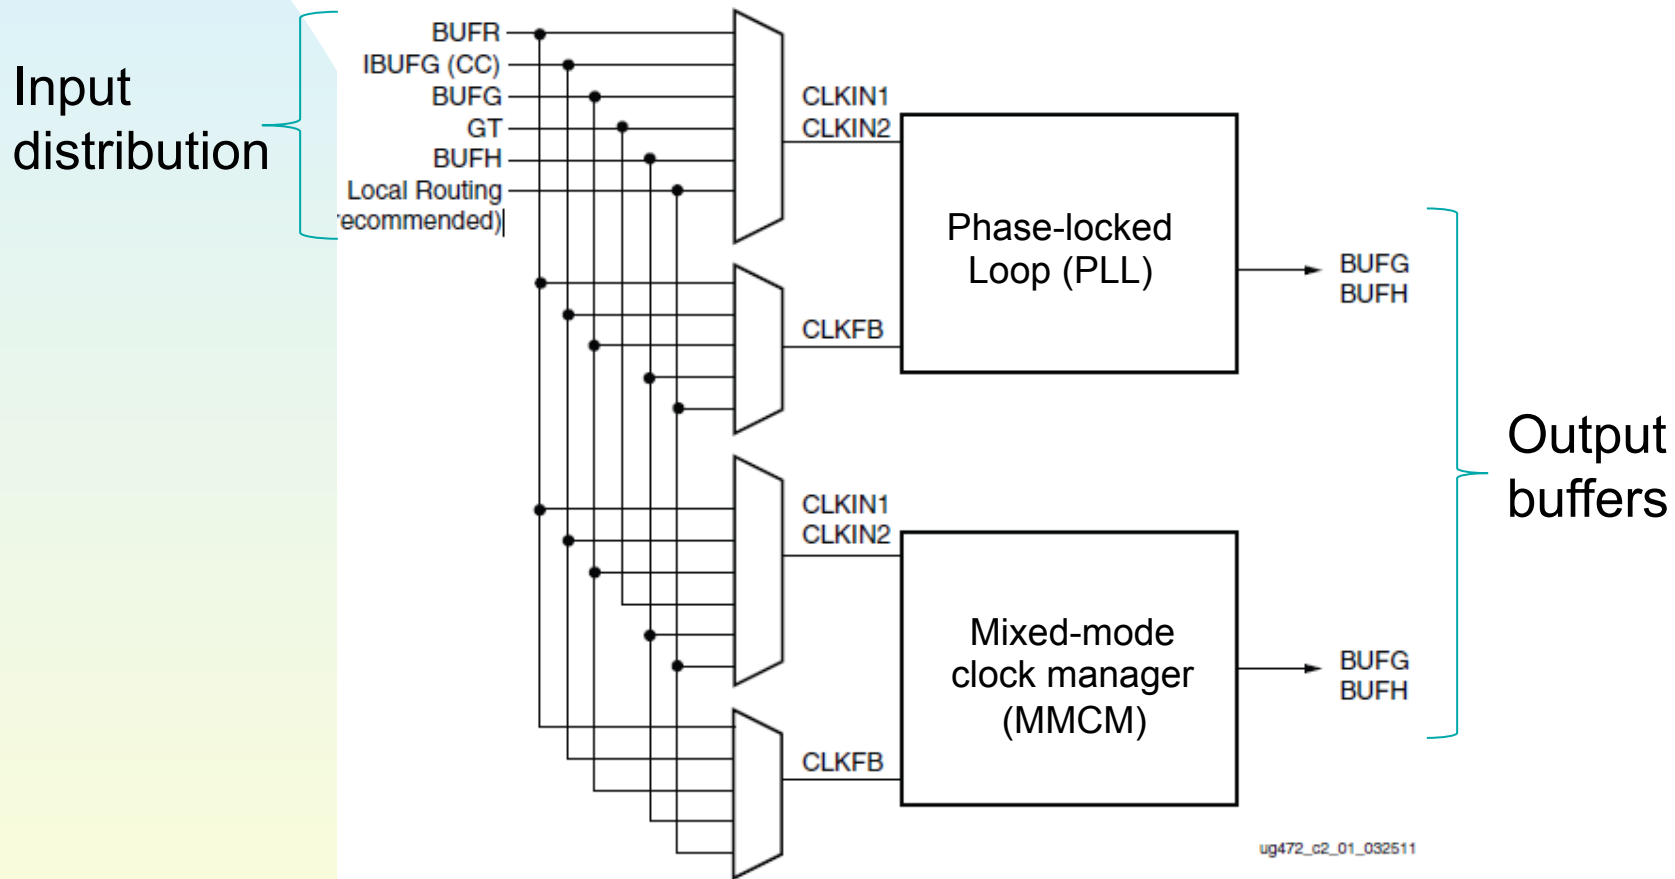 Input
distribution
BUFR
IBUFG (CC)
BUFG
GT
BUFH
Local Routing
recommended)
CLKIN1
CLKIN2
Phase-locked
Loop (PLL)
BUFG
BUFH
CLKFB
Output
buffers
CLKIN1
CLKIN2
Mixed-mode
clock manager
(MMCM)
BUFG
BUFH
CLKFB
ug472_c2_01_032511